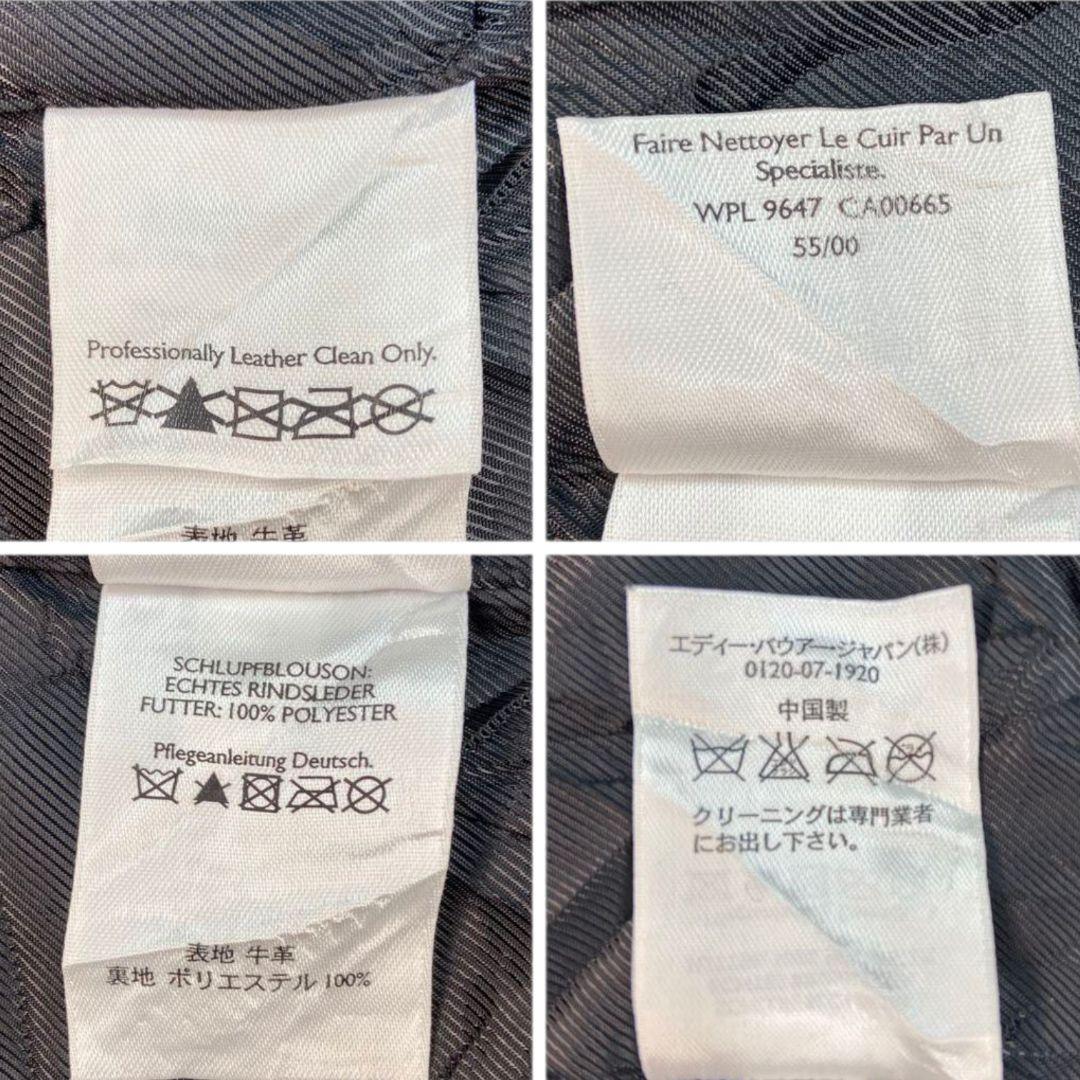 Professionally Leather Clean Only.
表地 牛革
Faire Nettoyer Le Cuir Par Un
Specialiste.
WPL 9647 CA00665
55/00
SCHLUPFBLOUSON:
ECHTES RINDSLEDER
FUTTER: 100% POLYESTER
Pflegeanleitung Deutsch.
表地 牛革
裏地 ポリエステル 100%
エディー・バウアー・ジャパン(株)
0120-07-1920
中国製
クリーニングは専門業者
にお出し下さい。